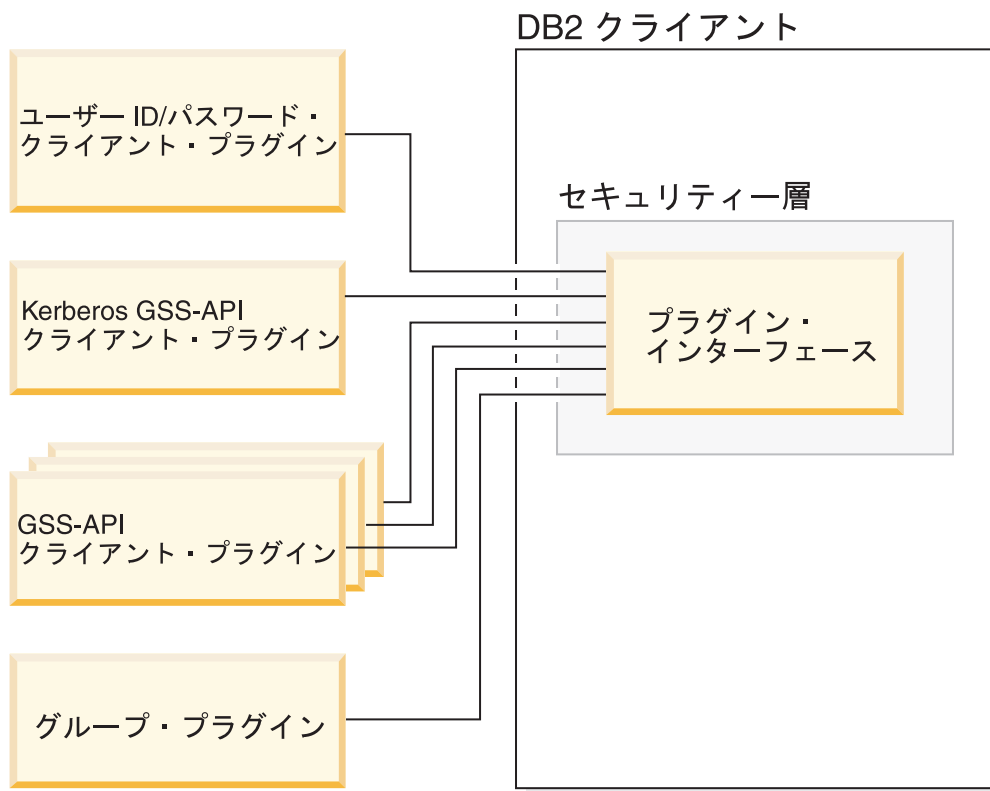 DB2 クライアント
ユーザー ID/パスワード・
クライアント・プラグイン
セキュリティー層
Kerberos GSS-API
クライアント・プラグイン
プラグイン・
インターフェース
GSS-API
クライアント・プラグイン
グループ・プラグイン